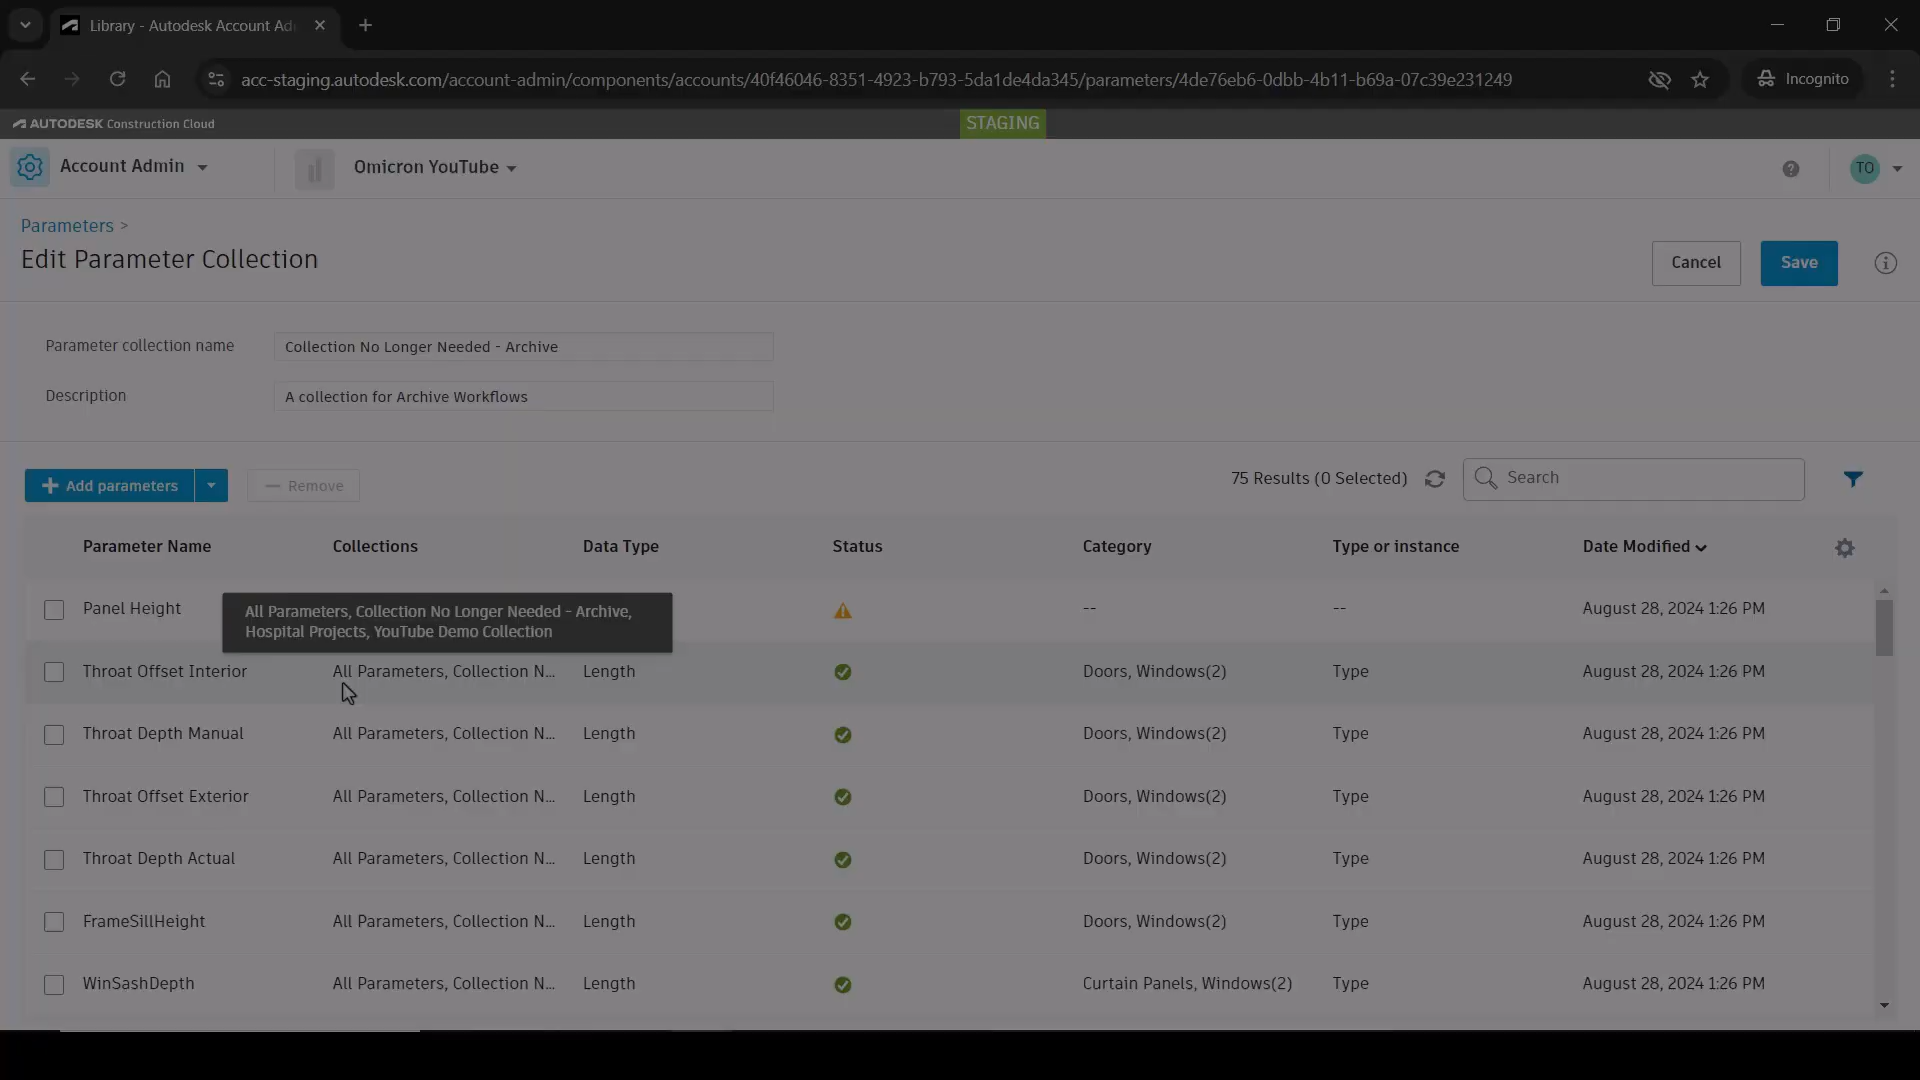 Library - Autodesk Account Ad
acc-staging.autodesk.com/account-admin/components/accounts/40f46046-8351-4923-b793-5da1de4da345/parameters/4de76eb6-0dbb-4b11-b69a-07c39e231249
Incognito
AUTODESK Construction Cloud
STAGING
Account Admin
Omicron YouTube
TO
Parameters >
Edit Parameter Collection
Cancel
Save
Parameter collection name
Collection No Longer Needed - Archive
Description
A collection for Archive Workflows
Add parameters
Remove
75 Results (0 Selected)
Search
Parameter Name Collections Data Type Status Category Type or instance Date Modified
Panel Height -- -- August 28, 2024 1:26 PM
All Parameters, Collection No Longer Needed - Archive,
Hospital Projects, YouTube Demo Collection
Throat Offset Interior All Parameters, Collection N... Length Doors, Windows(2) Type August 28, 2024 1:26 PM
Throat Depth Manual All Parameters, Collection N... Length Doors, Windows(2) Type August 28, 2024 1:26 PM
Throat Offset Exterior All Parameters, Collection N... Length Doors, Windows(2) Type August 28, 2024 1:26 PM
Throat Depth Actual All Parameters, Collection N... Length Doors, Windows(2) Type August 28, 2024 1:26 PM
FrameSillHeight All Parameters, Collection N... Length Doors, Windows(2) Type August 28, 2024 1:26 PM
WinSashDepth All Parameters, Collection N... Length Curtain Panels, Windows(2) Type August 28, 2024 1:26 PM